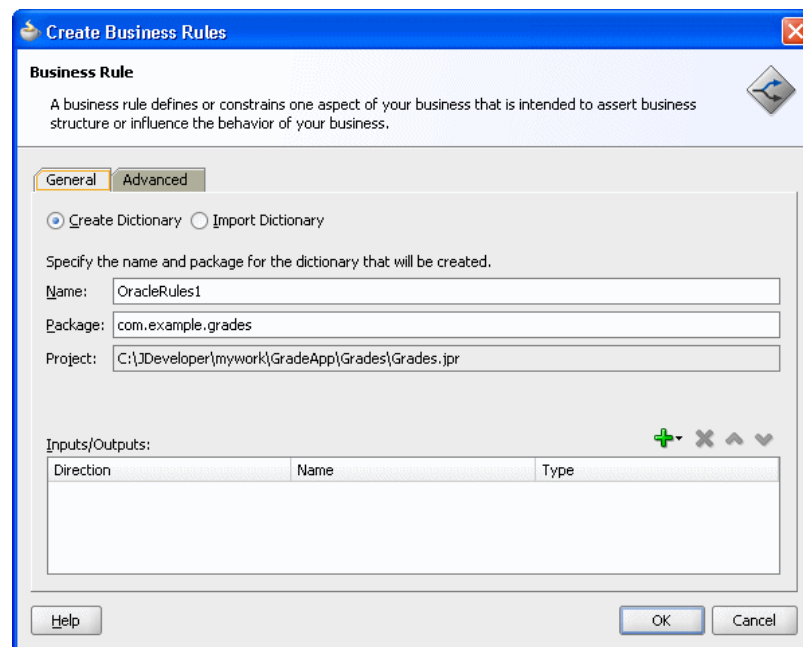 Create Business Rules
Business Rule
A business rule defines or constrains one aspect of your business that is intended to assert business
structure or influence the behavior of your business.
General Advanced
Create Dictionary Import Dictionary
Specify the name and package for the dictionary that will be created.
Name: OracleRules1
Package: com.example.grades
Project: C:\JDeveloper\mywork\GradeApp\Grades\Grades.jpr
Inputs/Outputs:
Direction Name Type
Help OK Cancel